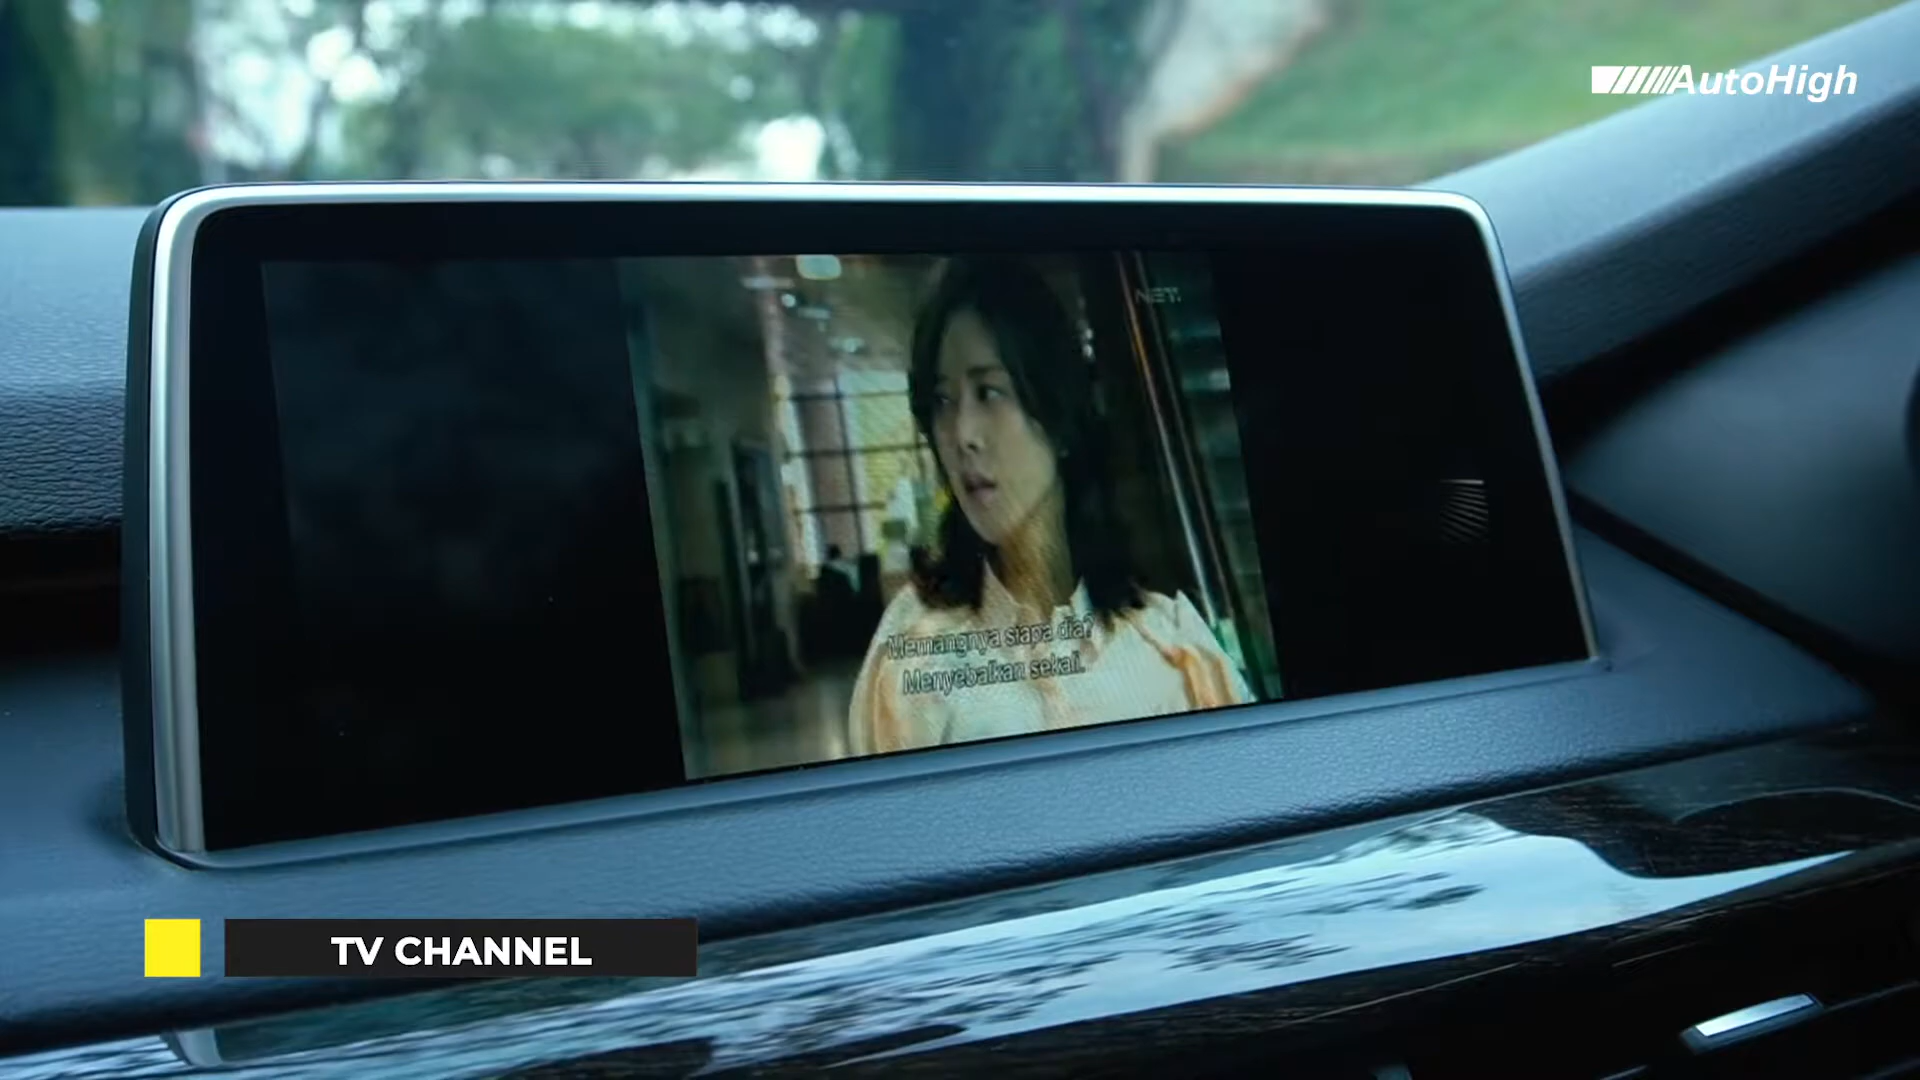 AutoHigh
NET.
Memangnya siapa dia?
Menyebalkan sekali.
TV CHANNEL